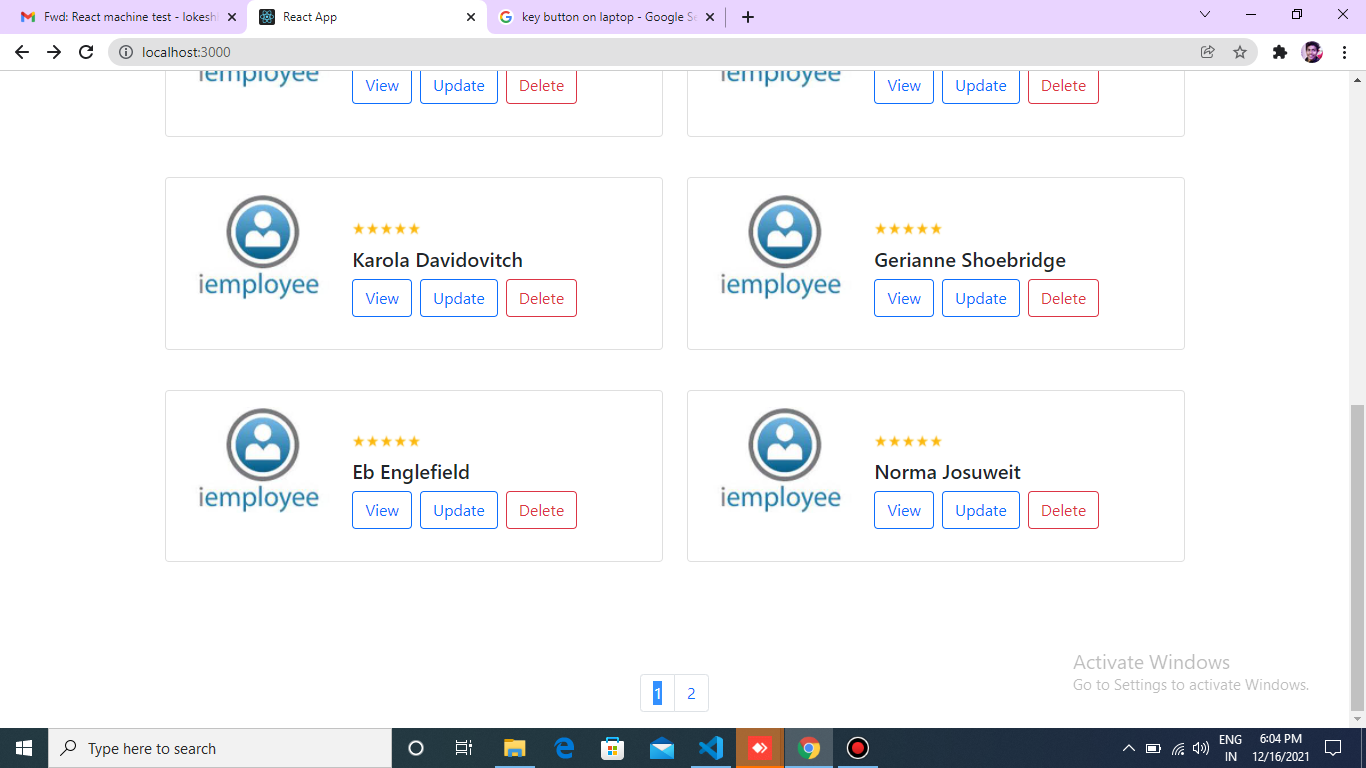 Fwd: React machine test - lokesh
React App
key button on laptop - Google Se
localhost:3000
iemployee
View Update Delete
iemployee
View Update Delete
Karola Davidovitch
iemployee
View Update Delete
Gerianne Shoebridge
iemployee
View Update Delete
Eb Englefield
iemployee
View Update Delete
Norma Josuweit
iemployee
View Update Delete
Activate Windows
Go to Settings to activate Windows.
1 2
Type here to search
ENG
IN
6:04 PM
12/16/2021